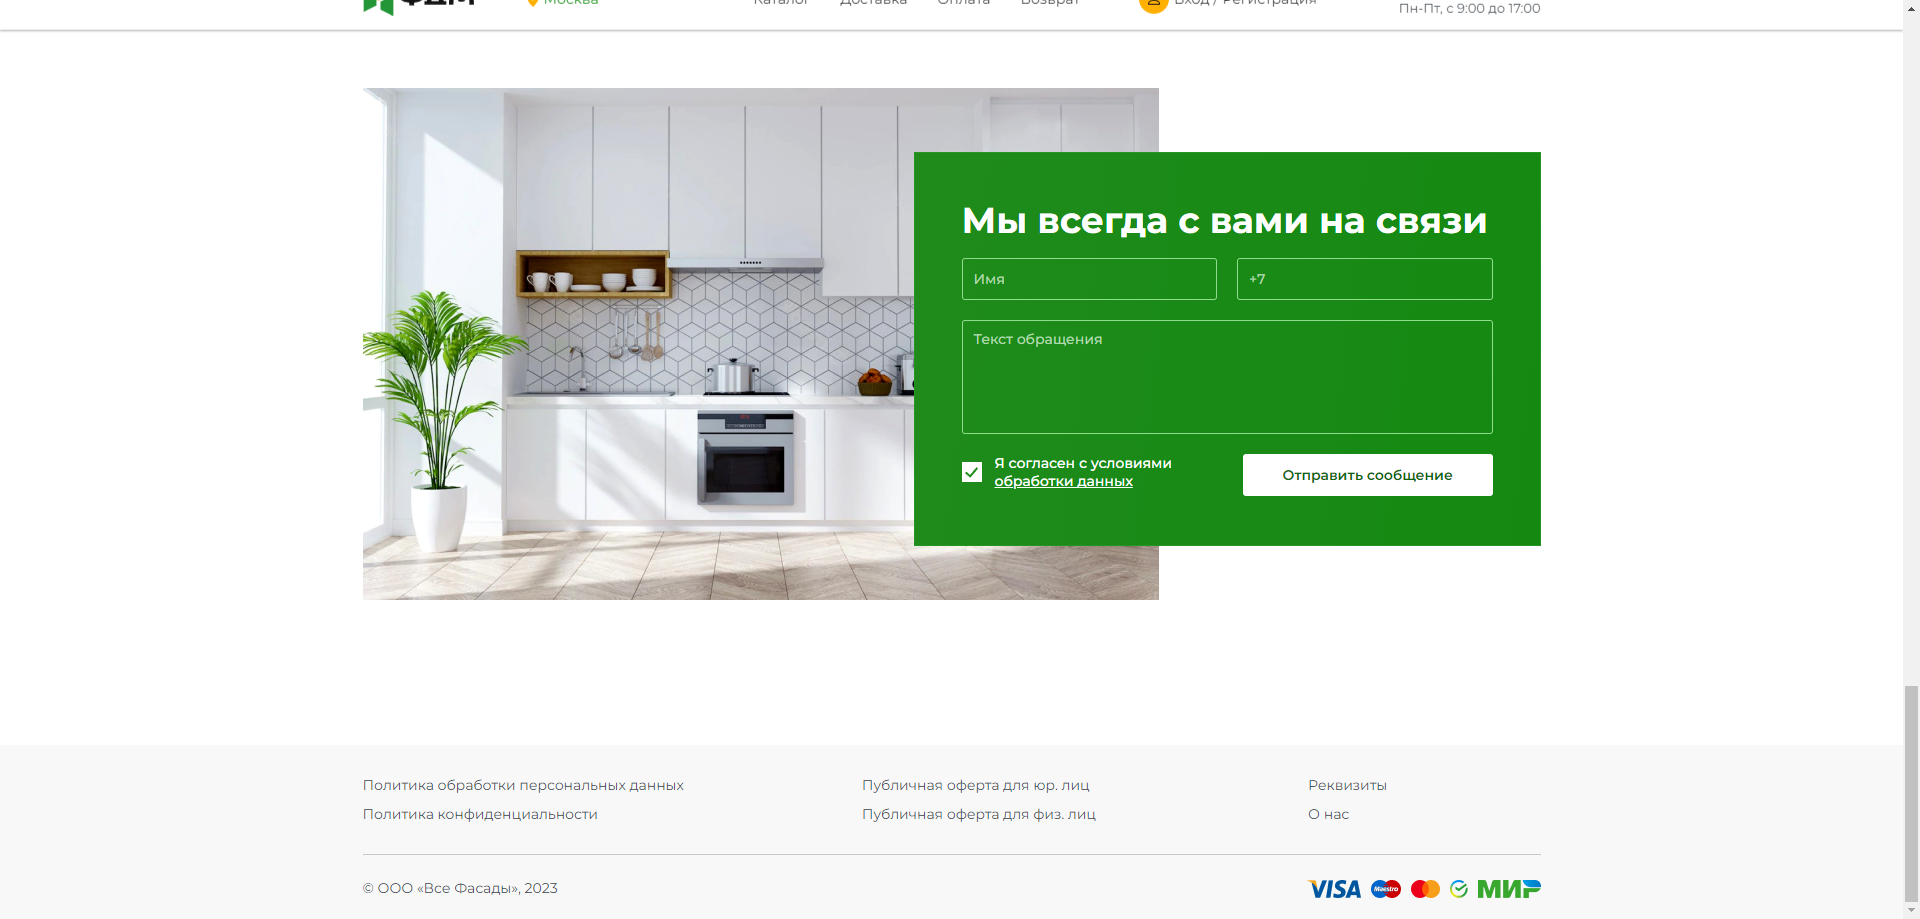 ФДМ
Москва
Каталог
Доставка
Оплата
Возврат
Вход / Регистрация
Пн-Пт, с 9:00 до 17:00
Мы всегда с вами на связи
Имя
+7
Текст обращения
Я согласен с условиями
обработки данных
Отправить сообщение
Политика обработки персональных данных
Публичная оферта для юр. лиц
Реквизиты
Политика конфиденциальности
Публичная оферта для физ. лиц
О нас
© ООО «Все Фасады», 2023
VISA Maestro МИР